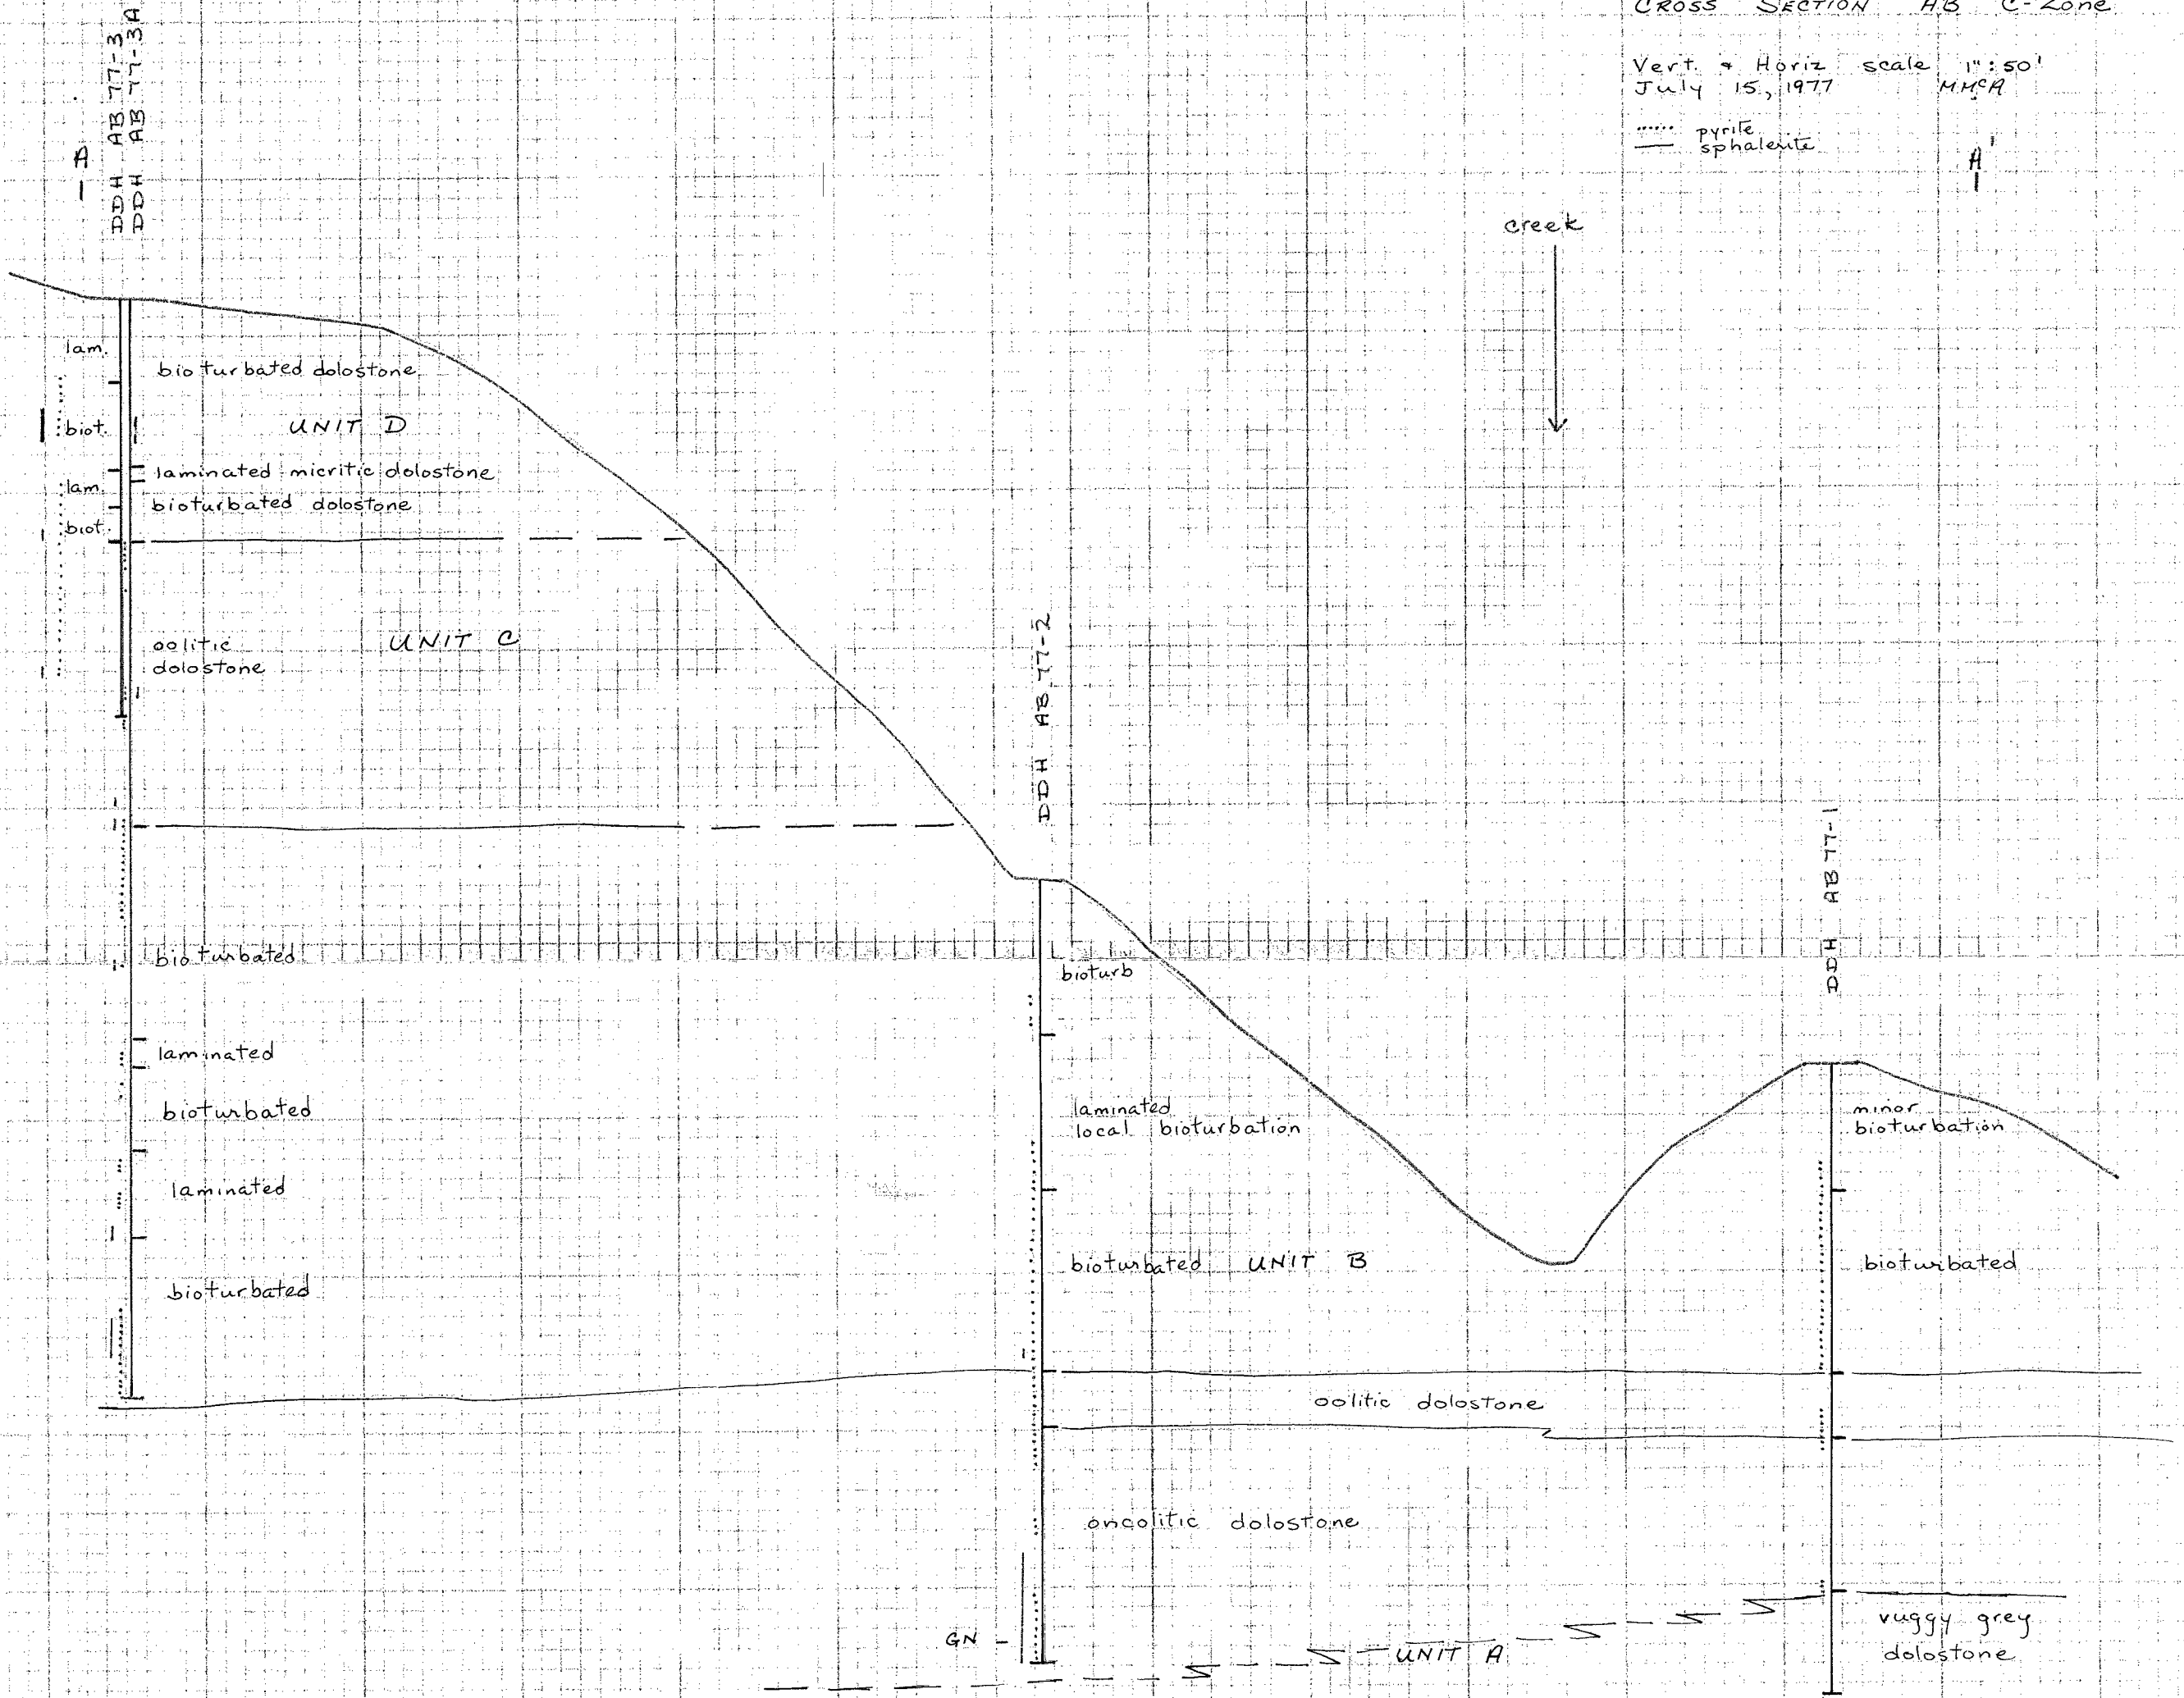 CROSS SECTION AB C-Zone
Vert. & Horiz scale 1":50'
July 15, 1977 MMcA
pyrite
sphalerite
A
A'
DDH AB 77-3
DDH AB 77-3A
creek
lam.
bioturbated dolostone
biot.
UNIT D
laminated micritic dolostone
lam.
bioturbated dolostone
biot.
oolitic
dolostone
UNIT C
DDH AB 77-2
DDH AB 77-1
bioturbated
bioturb
laminated
bioturbated
laminated
local bioturbation
minor
bioturbation
laminated
bioturbated UNIT B
bioturbated
bioturbated
oolitic dolostone
oncolitic dolostone
GN
UNIT A
vuggy grey
dolostone